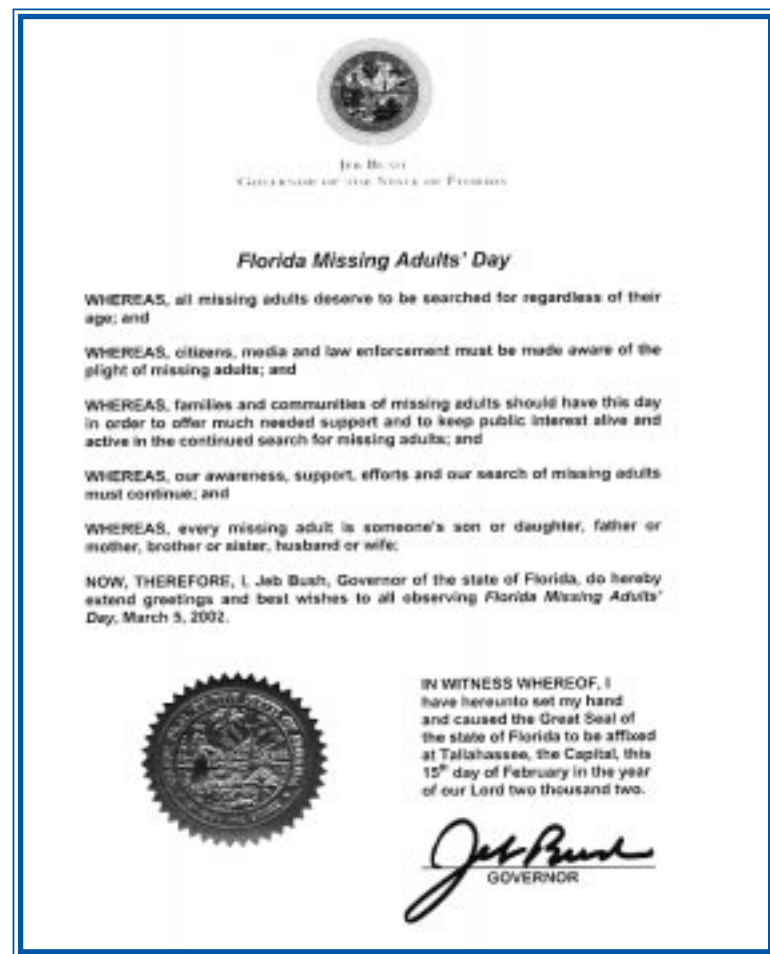 JEB BUSH
GOVERNOR OF THE STATE OF FLORIDA
Florida Missing Adults' Day
WHEREAS, all missing adults deserve to be searched for regardless of their
age; and
WHEREAS, citizens, media and law enforcement must be made aware of the
plight of missing adults; and
WHEREAS, families and communities of missing adults should have this day
in order to offer much needed support and to keep public interest alive and
active in the continued search for missing adults; and
WHEREAS, our awareness, support, efforts and our search of missing adults
must continue; and
WHEREAS, every missing adult is someone's son or daughter, father or
mother, brother or sister, husband or wife;
NOW, THEREFORE, I, Jeb Bush, Governor of the state of Florida, do hereby
extend greetings and best wishes to all observing Florida Missing Adults'
Day, March 5, 2002.
IN WITNESS WHEREOF, I
have hereunto set my hand
and caused the Great Seal of
the state of Florida to be affixed
at Tallahassee, the Capital, this
15th day of February in the year
of our Lord two thousand two.
Jeb Bush
GOVERNOR